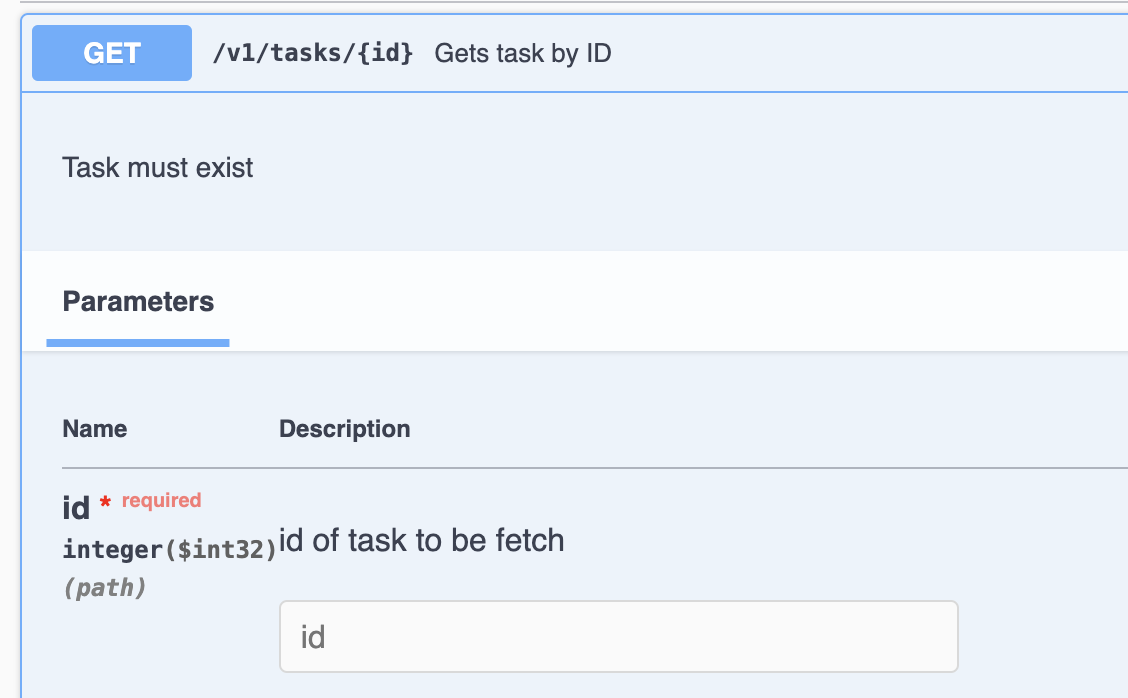 GET /v1/tasks/{id} Gets task by ID
Task must exist
Parameters
Name Description
id * required
integer($int32)
(path)
id of task to be fetch
id